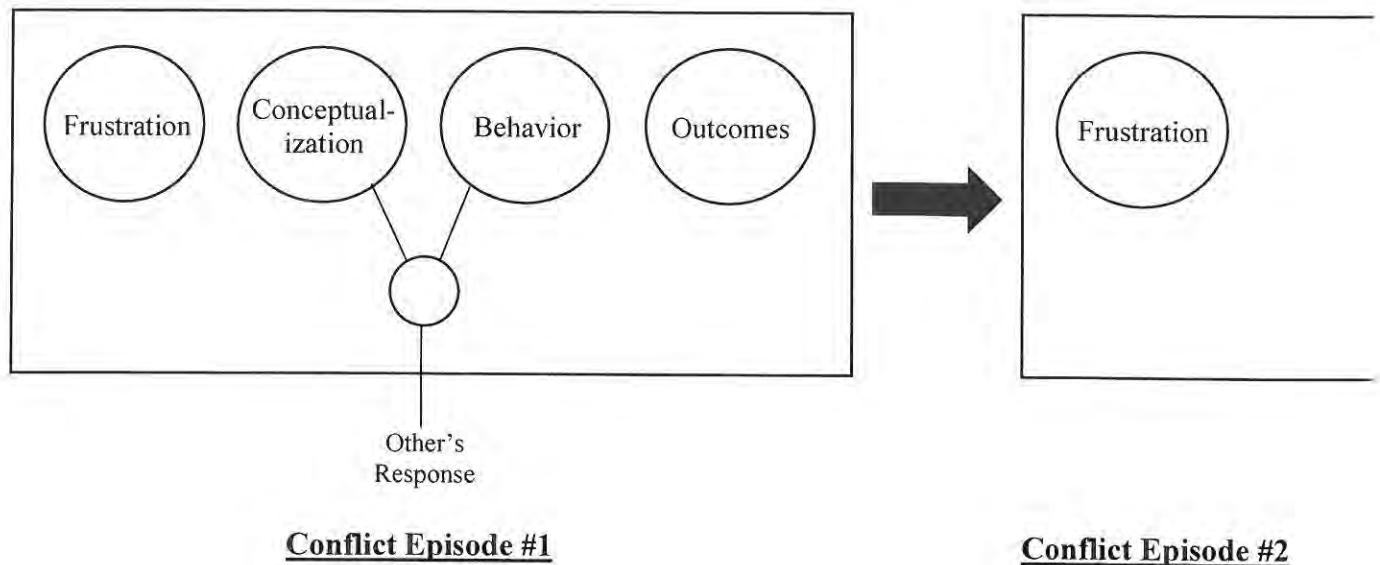 Frustration
Conceptual-
ization
Behavior
Outcomes
Frustration
Other's
Response
Conflict Episode #1
Conflict Episode #2